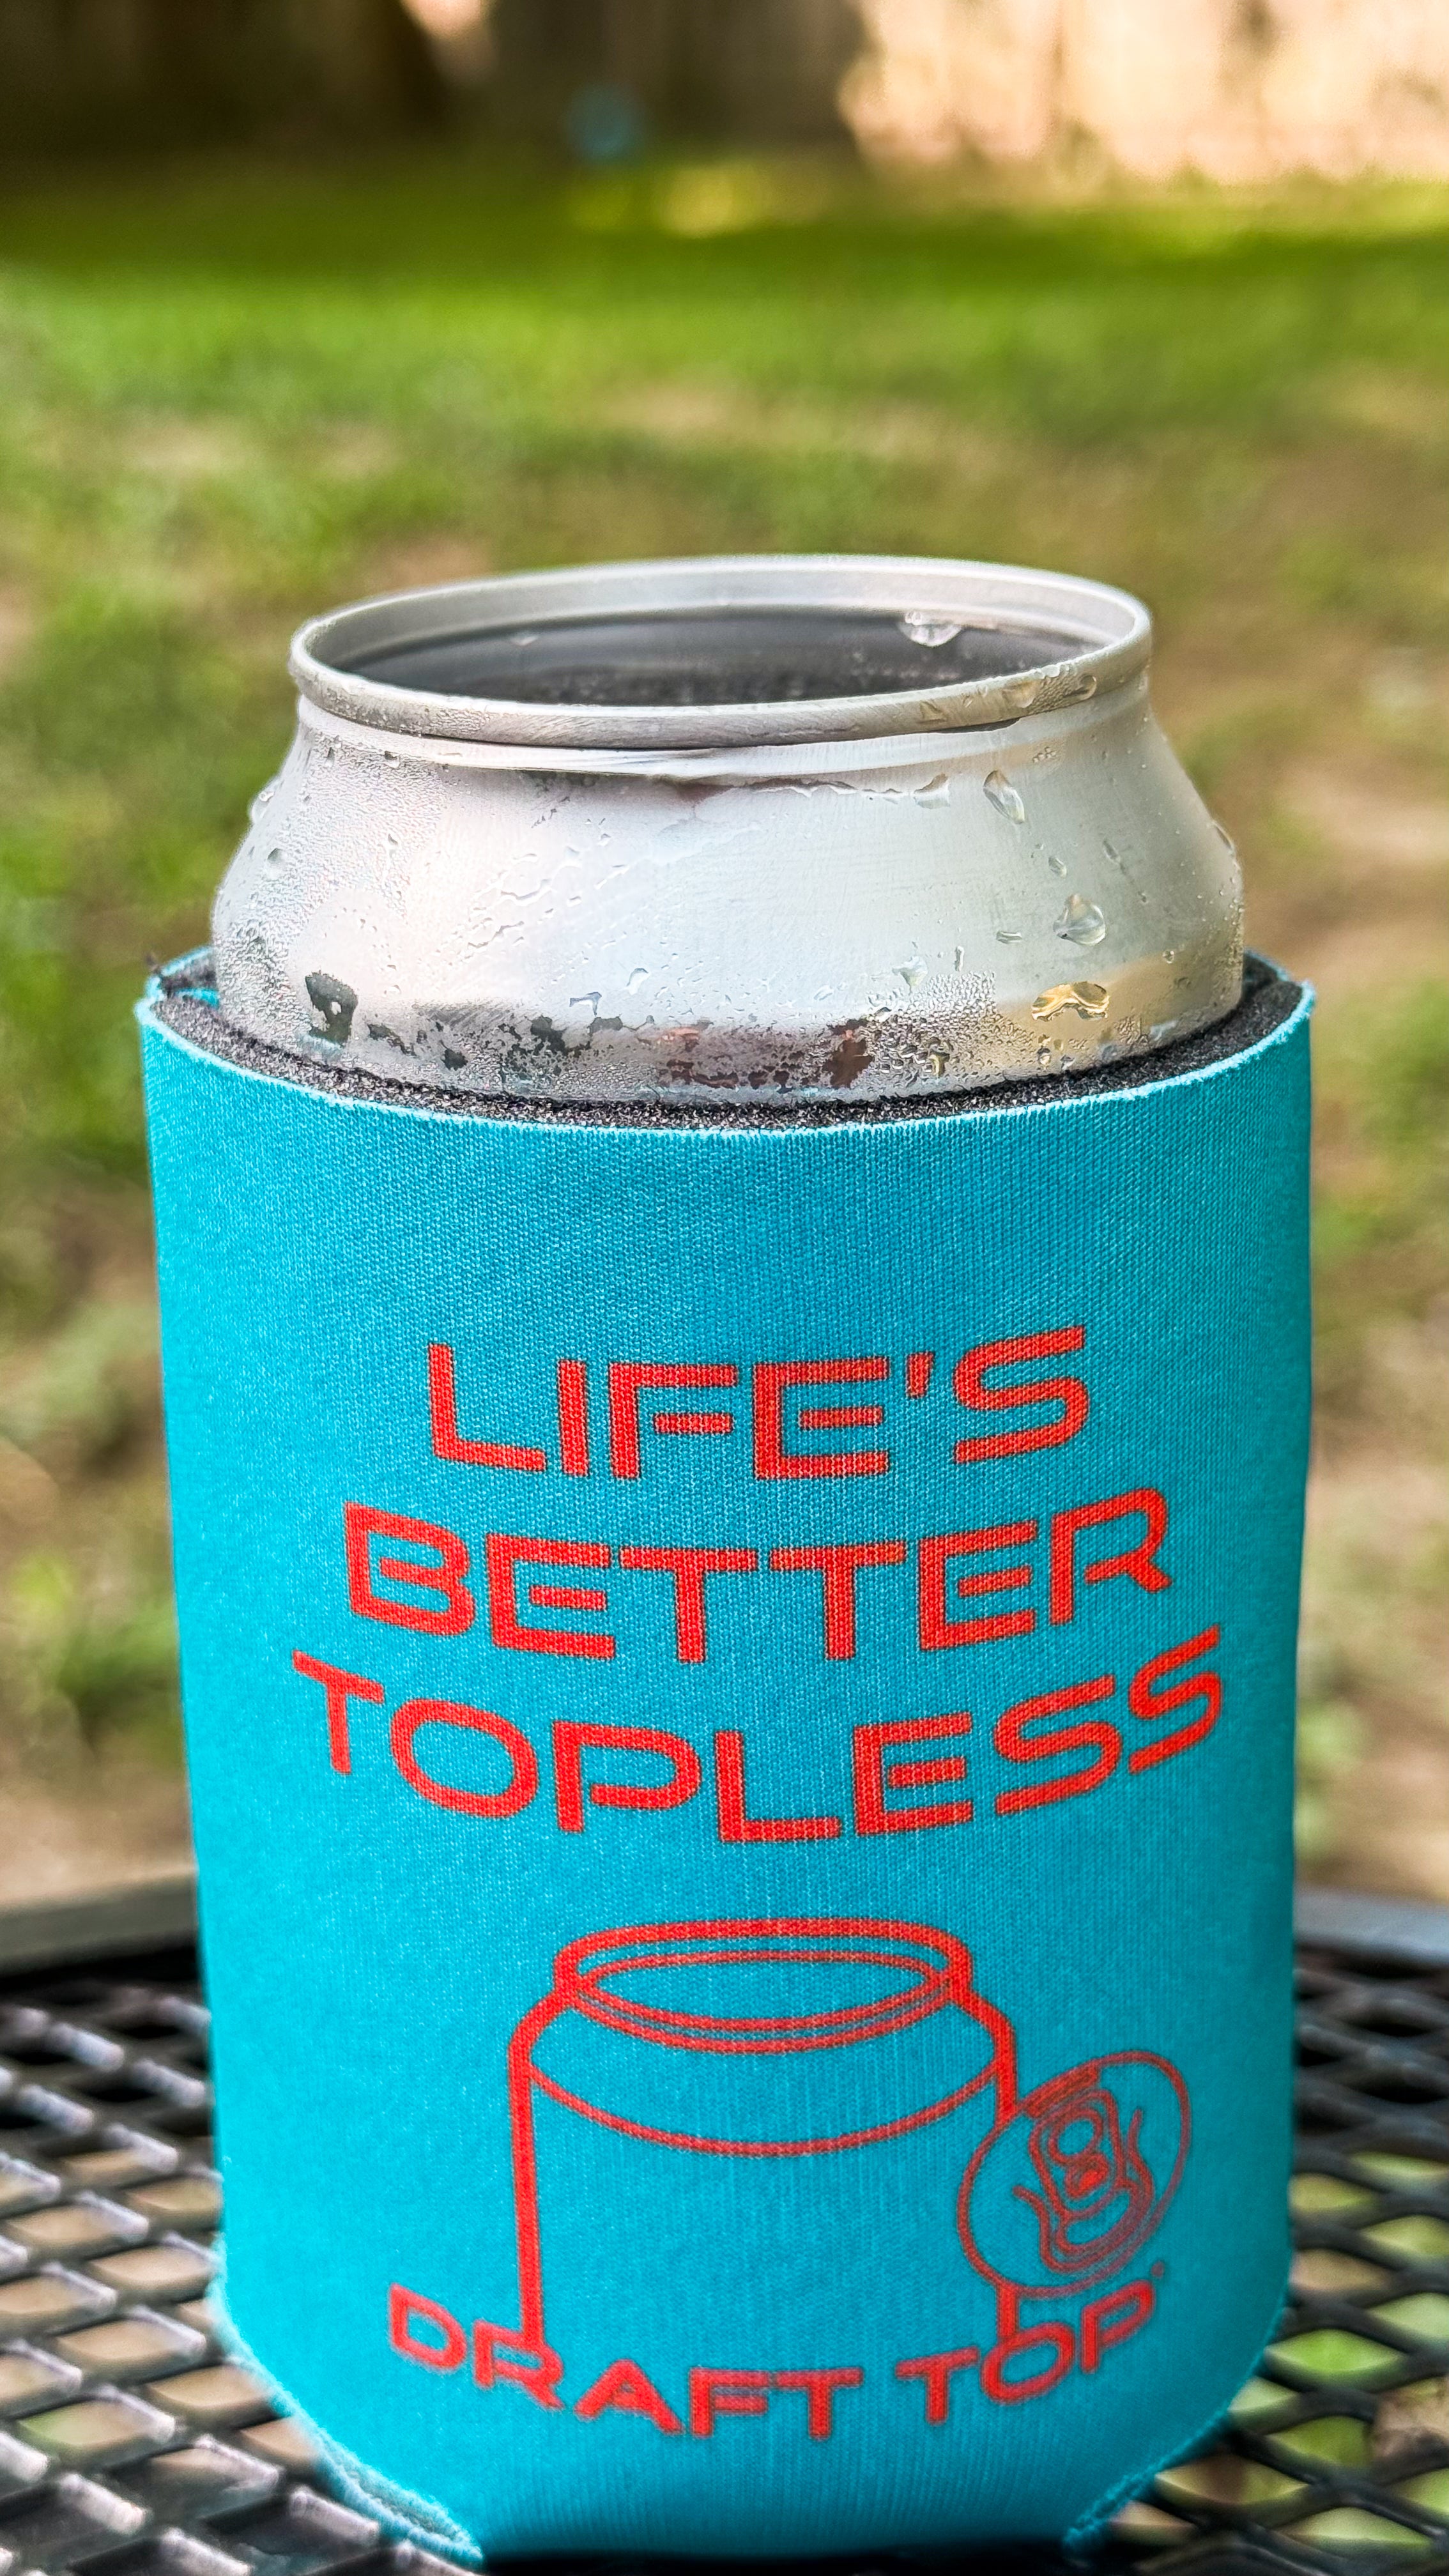 LIFE'S
BETTER
TOPLESS
DRAFT TOP